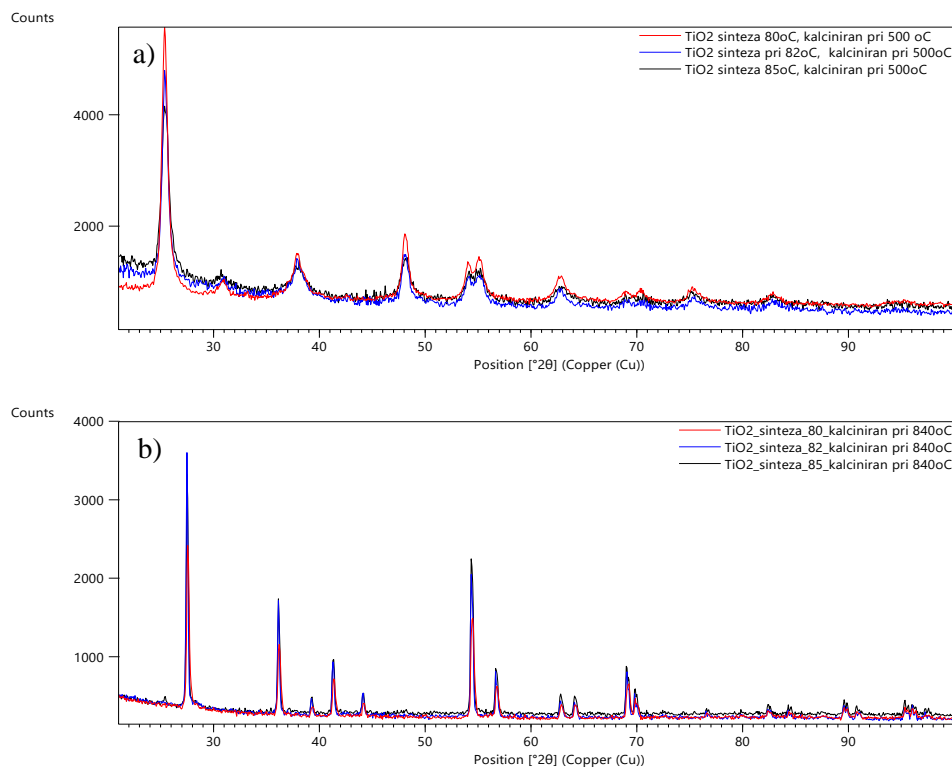 Counts
a)
TiO2 sinteza 80oC, kalciniran pri 500 oC
TiO2 sinteza pri 82oC,  kalciniran pri 500oC
TiO2 sinteza 85oC, kalciniran pri 500oC
4000
2000
30 40 50 60 70 80 90
Position [°2θ] (Copper (Cu))
Counts
b)
TiO2_sinteza_80_kalciniran pri 840oC
TiO2_sinteza_82_kalciniran pri 840oC
TiO2_sinteza_85_kalciniran pri 840oC
4000
3000
2000
1000
30 40 50 60 70 80 90
Position [°2θ] (Copper (Cu))